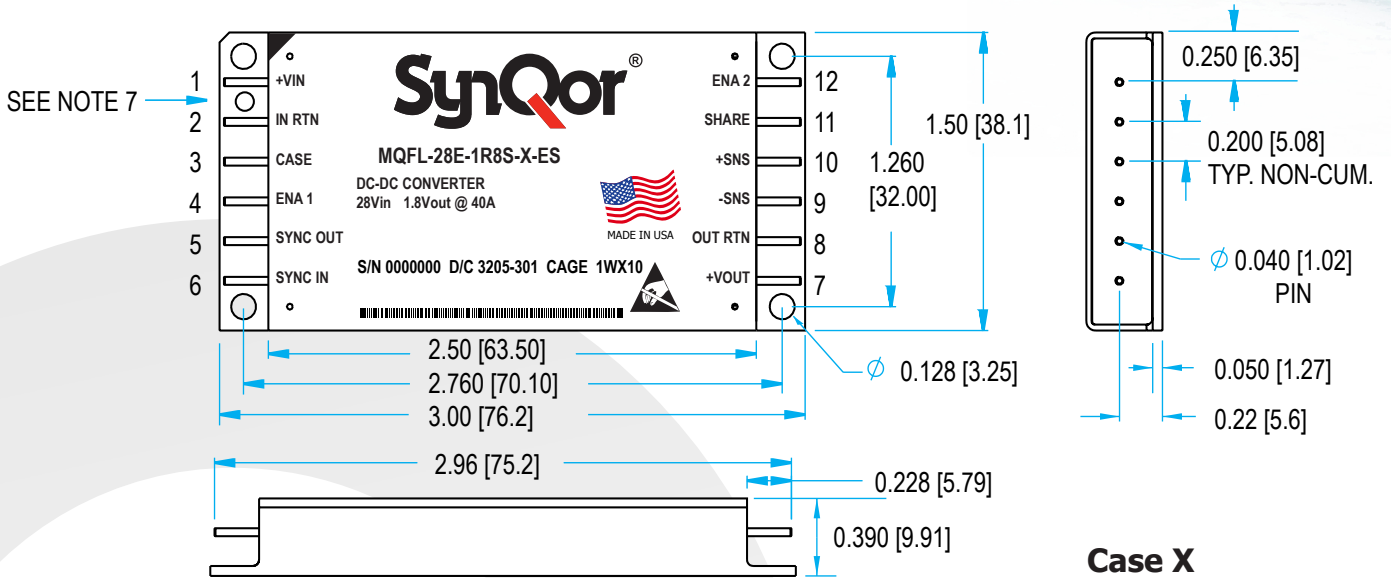 SynQor®
1 +VIN
SEE NOTE 7
2 IN RTN
3 CASE
4 ENA 1
5 SYNC OUT
6 SYNC IN
MQFL-28E-1R8S-X-ES
DC-DC CONVERTER
28Vin 1.8Vout @ 40A
MADE IN USA
S/N 0000000 D/C 3205-301 CAGE 1WX10
ENA 2 12
SHARE 11
+SNS 10
-SNS 9
OUT RTN 8
+VOUT 7
1.50 [38.1]
1.260
[32.00]
0.250 [6.35]
0.200 [5.08]
TYP. NON-CUM.
∅ 0.040 [1.02]
PIN
0.050 [1.27]
0.22 [5.6]
2.50 [63.50]
2.760 [70.10]
3.00 [76.2]
∅ 0.128 [3.25]
2.96 [75.2]
0.228 [5.79]
0.390 [9.91]
Case X